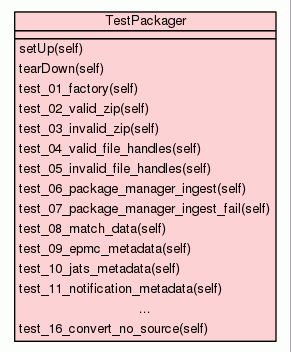 TestPackager
setUp(self)
tearDown(self)
test_01_factory(self)
test_02_valid_zip(self)
test_03_invalid_zip(self)
test_04_valid_file_handles(self)
test_05_invalid_file_handles(self)
test_06_package_manager_ingest(self)
test_07_package_manager_ingest_fail(self)
test_08_match_data(self)
test_09_epmc_metadata(self)
test_10_jats_metadata(self)
test_11_notification_metadata(self)
...
test_16_convert_no_source(self)